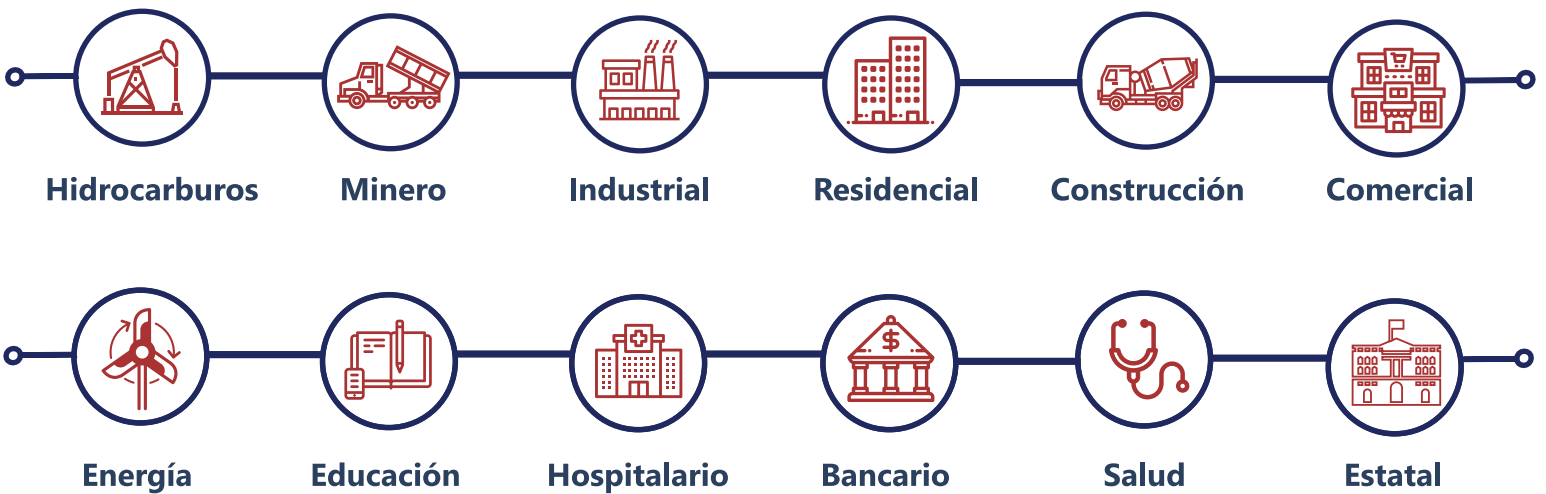 Hidrocarburos
Minero
Industrial
Residencial
Construcción
Comercial
$
Energía
Educación
Hospitalario
Bancario
Salud
Estatal